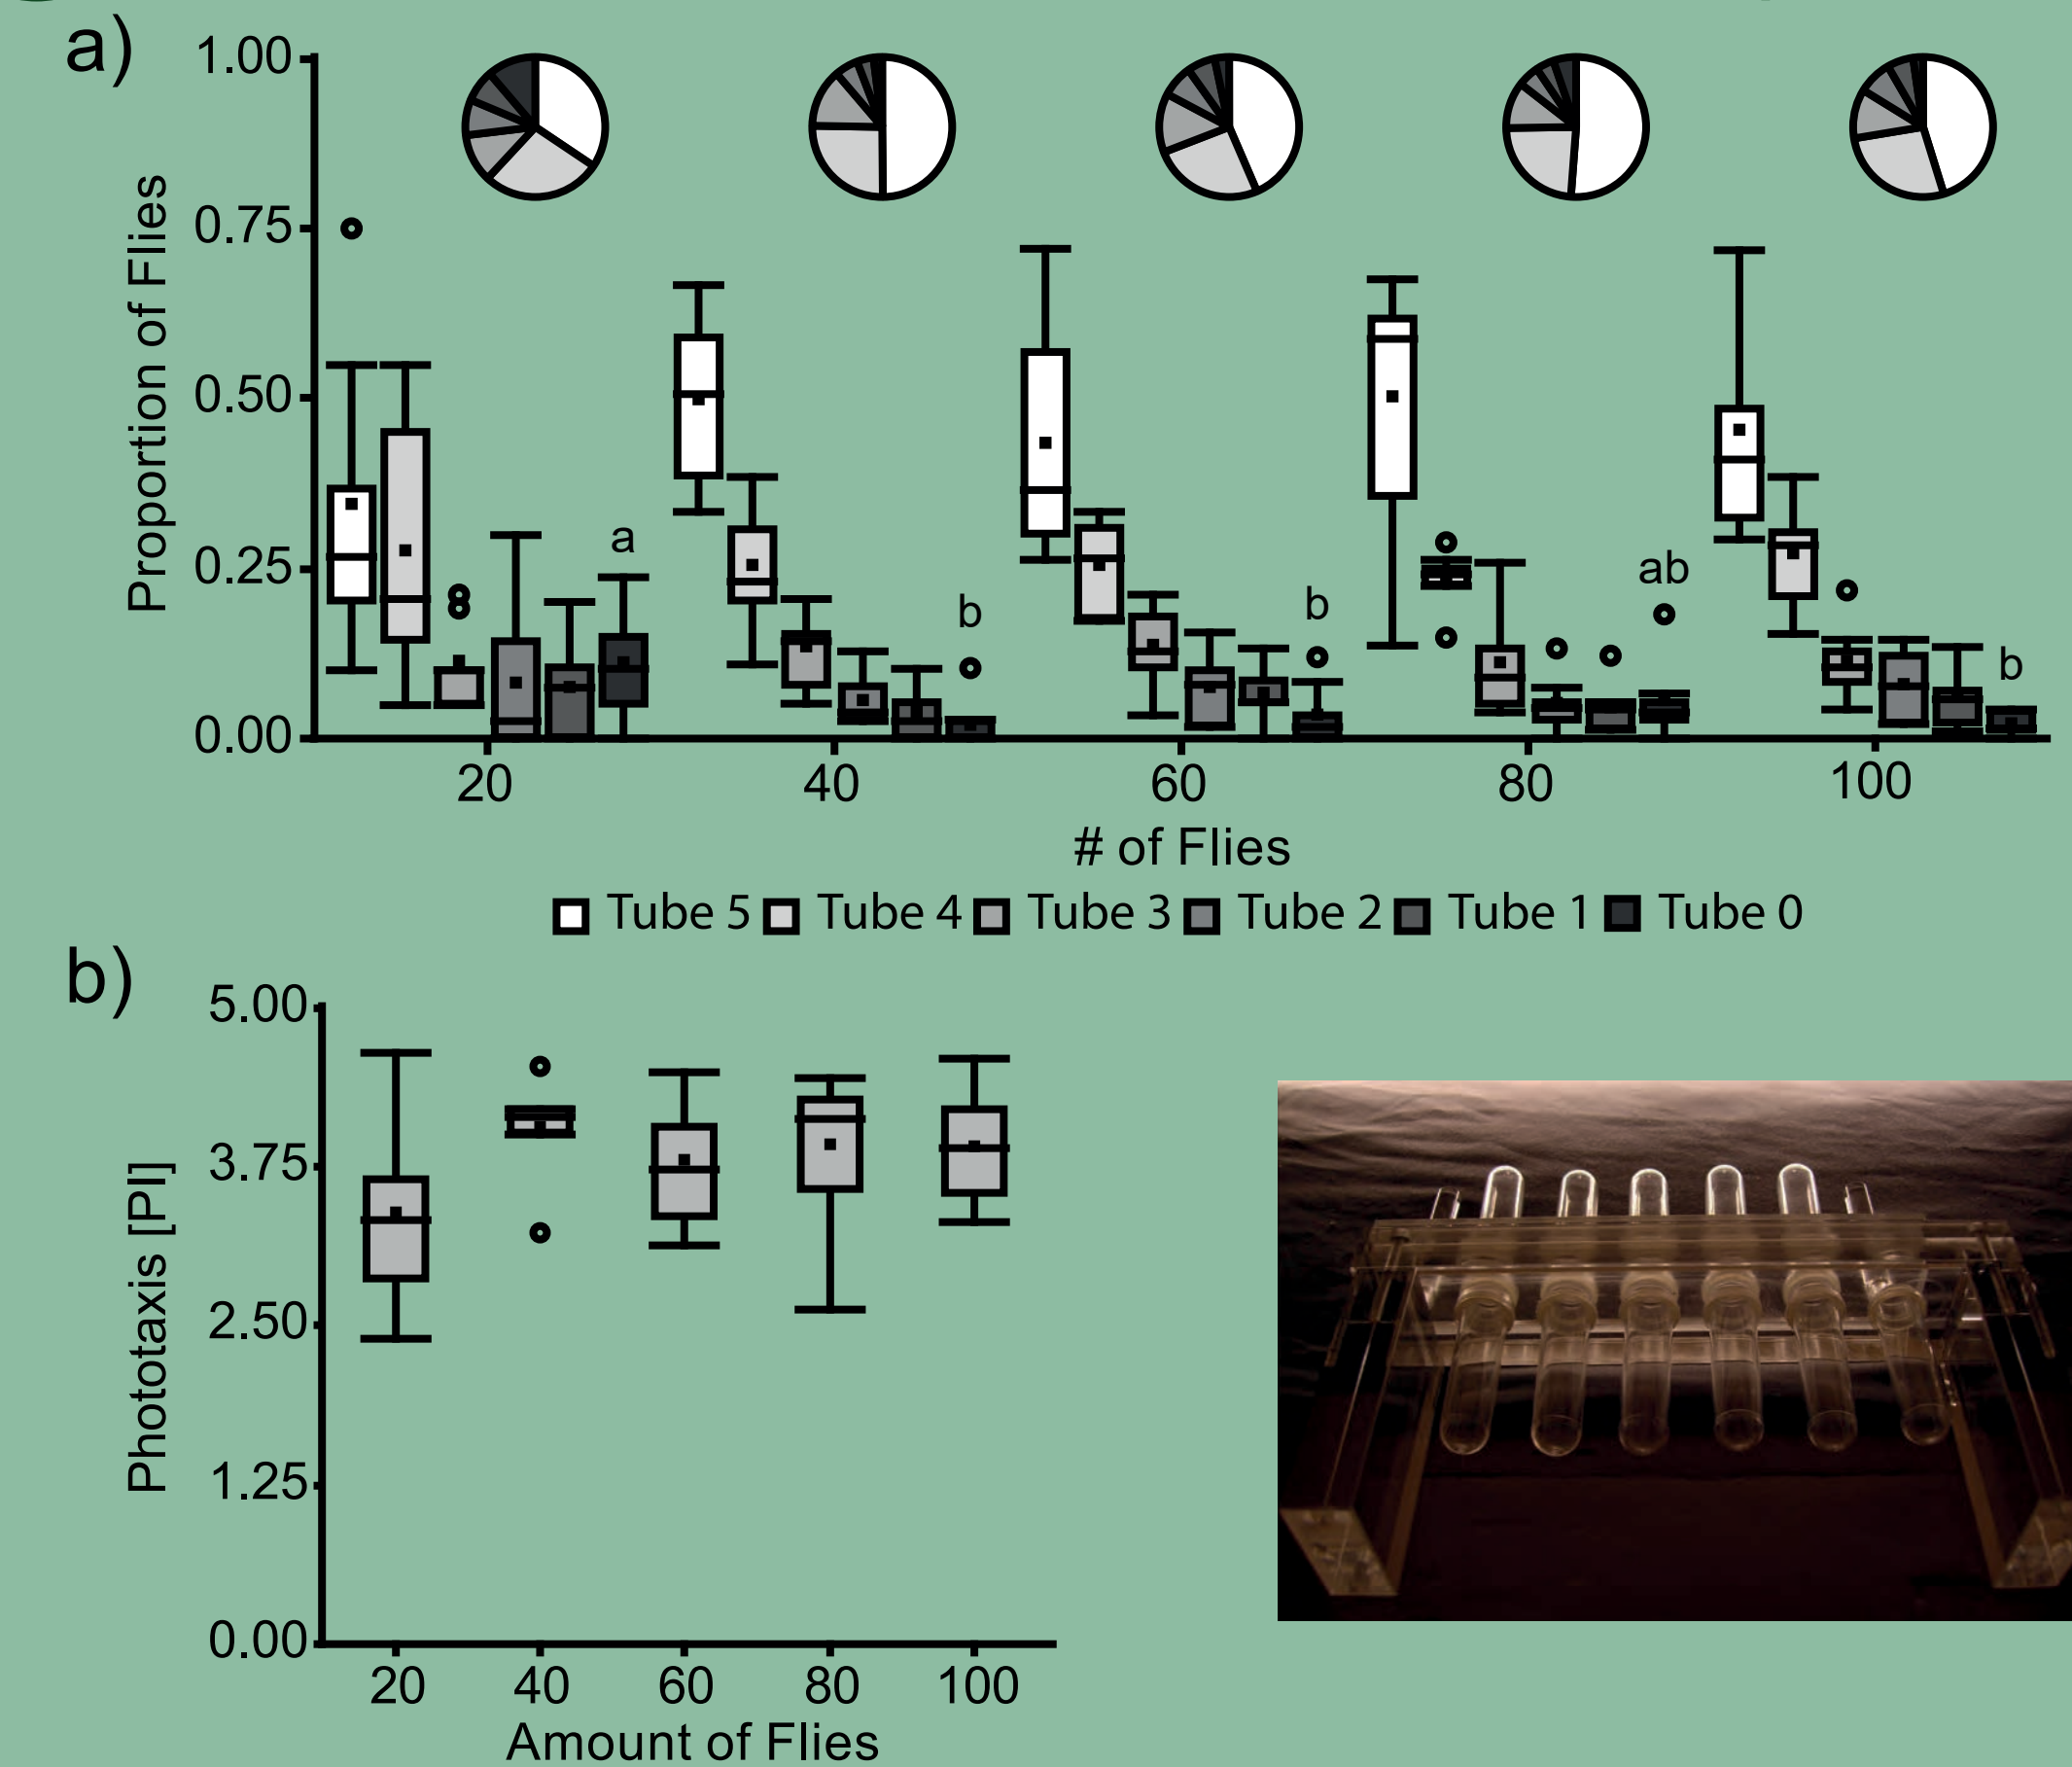 a)
1.00
0.75
0.50
0.25
0.00
Proportion of Flies
a
b
b
ab
b
20 40 60 80 100
# of Flies
Tube 5 Tube 4 Tube 3 Tube 2 Tube 1 Tube 0
b)
5.00
3.75
2.50
1.25
0.00
Phototaxis [PI]
20 40 60 80 100
Amount of Flies